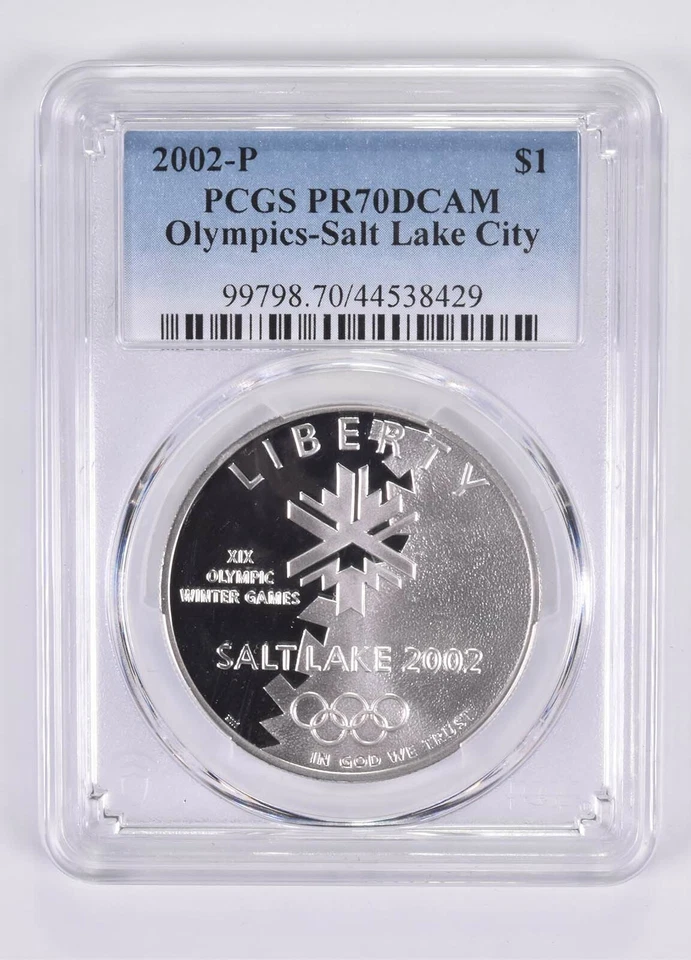 2002-P $1
PCGS PR70DCAM
Olympics-Salt Lake City
99798.70/44538429
LIBERTY
XIX
OLYMPIC
WINTER GAMES
SALT LAKE 2002
IN GOD WE TRUST